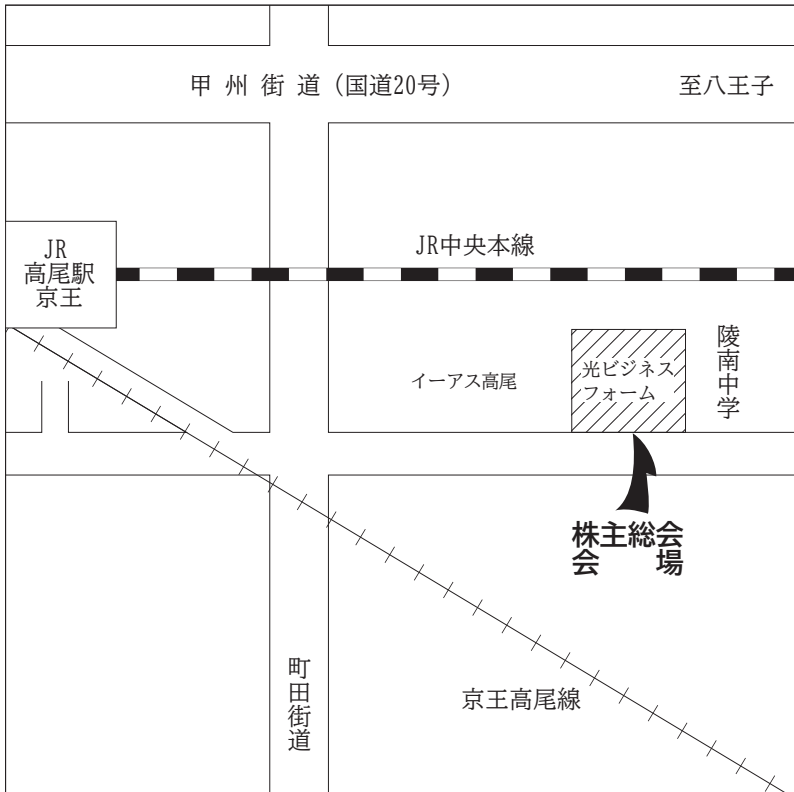 甲州街道（国道20号）
至八王子
JR
高尾駅
京王
JR中央本線
イーアス高尾
光ビジネス
フォーム
陵南中学
株主総会
会場
町田街道
京王高尾線